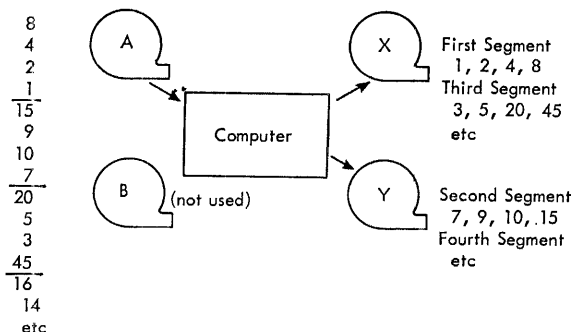 8
4
2
1
15
9
10
7
20
5
3
45
16
14
etc
A
B
(not used)
Computer
X
First Segment
1, 2, 4, 8
Third Segment
3, 5, 20, 45
etc
Y
Second Segment
7, 9, 10, .15
Fourth Segment
etc